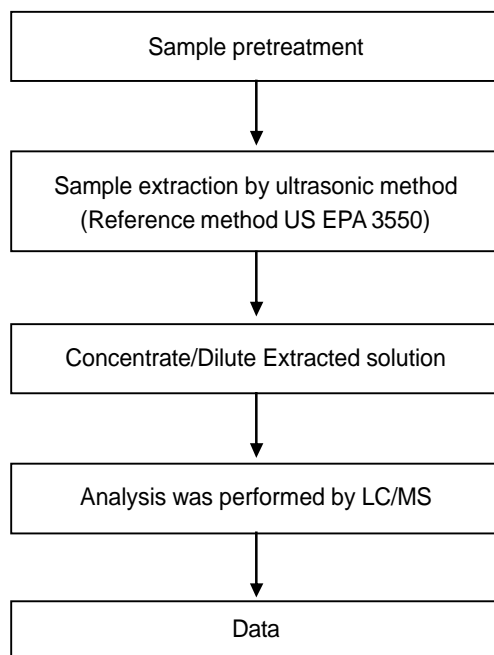 Sample pretreatment
Sample extraction by ultrasonic method
(Reference method US EPA 3550)
Concentrate/Dilute Extracted solution
Analysis was performed by LC/MS
Data